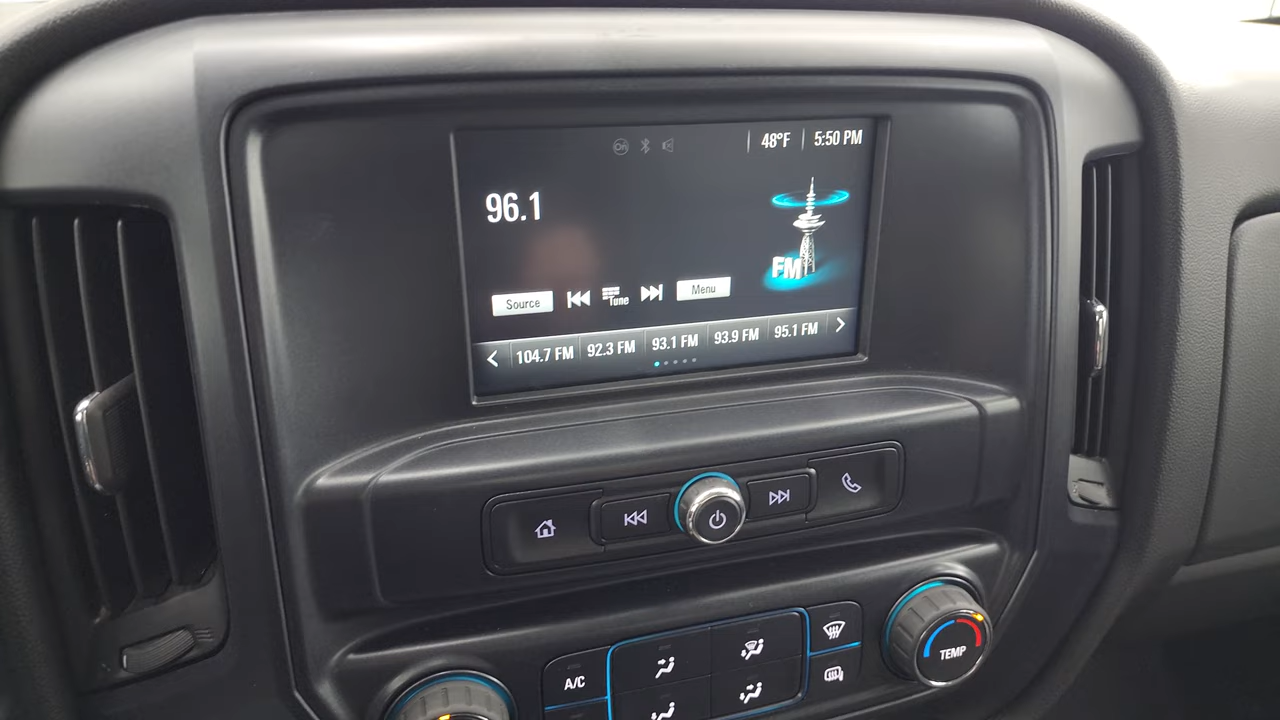 48°F 5:50 PM
96.1
FM
Source Tune Menu
104.7 FM 92.3 FM 93.1 FM 93.9 FM 95.1 FM
A/C
TEMP